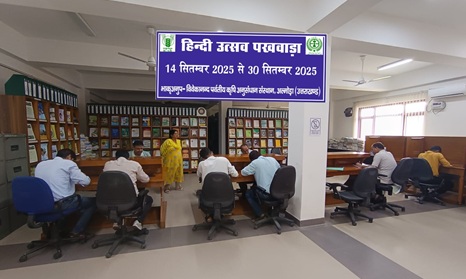 हिन्दी उत्सव पखवाड़ा
14 सितम्बर 2025 से 30 सितम्बर 2025
भाकृअनुप- विवेकानन्द पर्वतीय कृषि अनुसंधान संस्थान, अल्मोड़ा (उत्तराखण्ड)